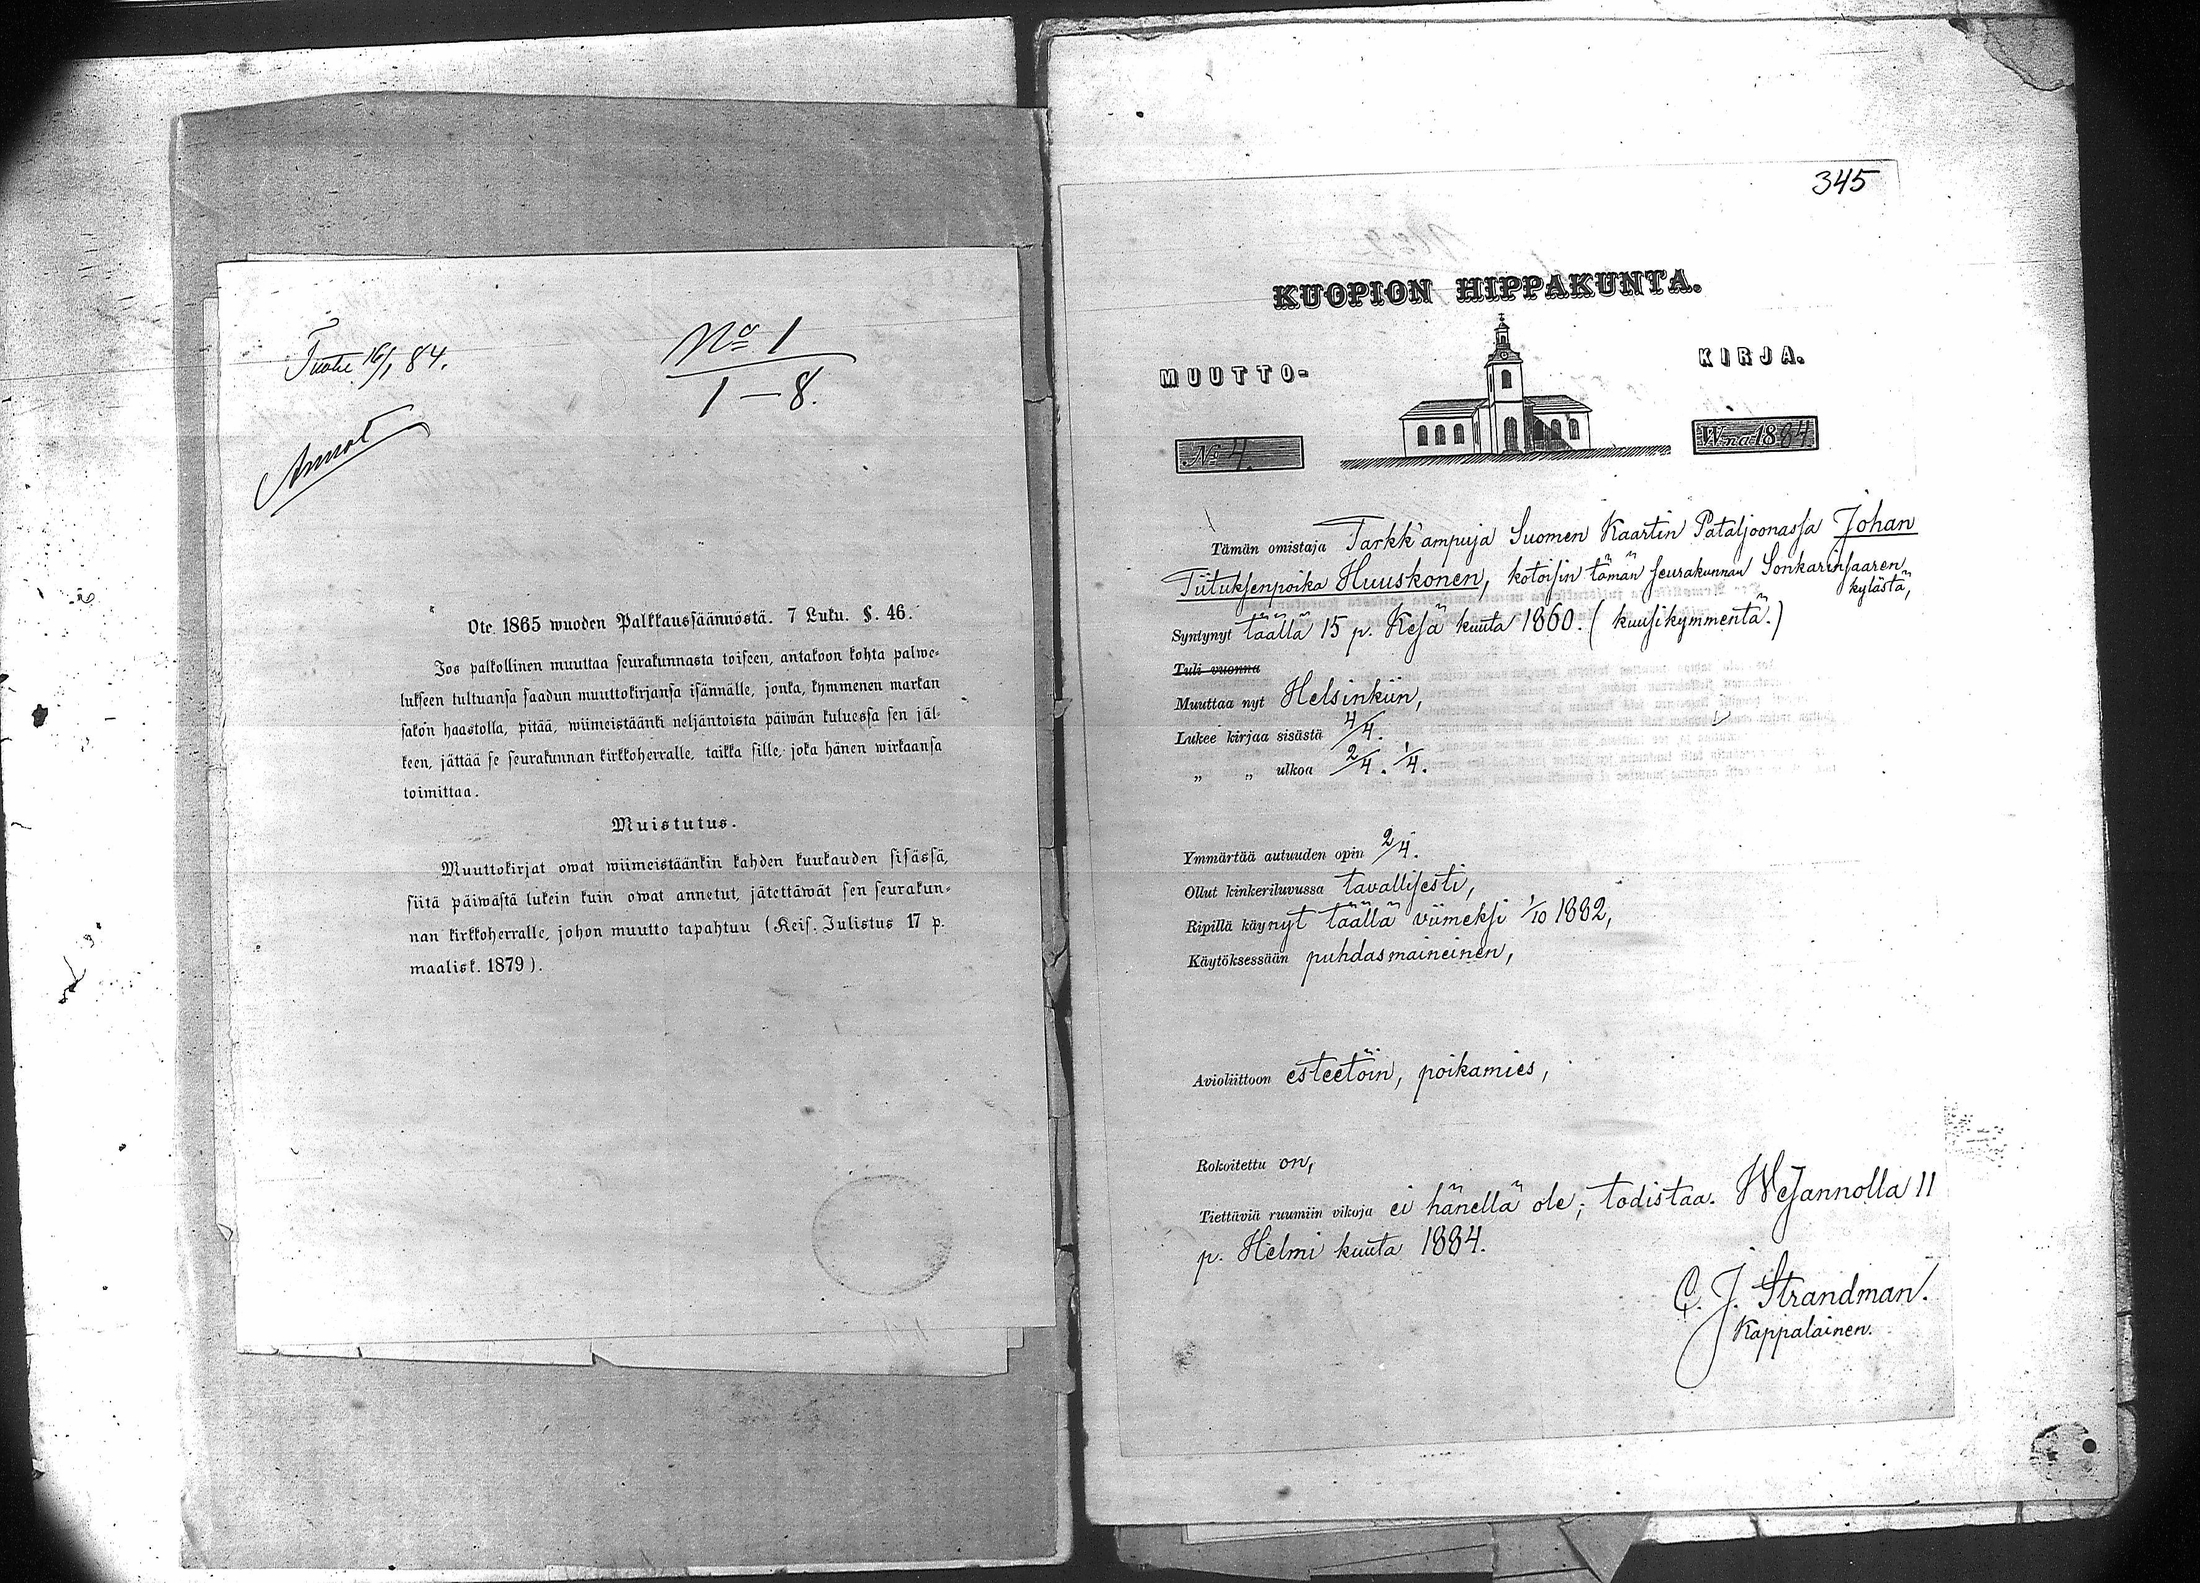 16/1 84.
No 1
1 — 8.
Ote 1865 wuoden Palkkaussäännöstä. 7 Luku. §. 46.
Jos palkollinen muuttaa seurakunnasta toiseen, antakoon kohta palwe-
lukseen tultuansa saadun muuttokirjansa isännälle, jonka, kymmenen markan
sakon haastolla, pitää, wiimeistäänki neljäntoista päiwän kuluessa sen jäl-
keen, jättää se seurakunnan kirkkoherralle, taikka sille, joka hänen wirkaansa
toimittaa.
Muistutus.
Muuttokirjat owat wiimeistäänkin kahden kuukauden sisässä,
siitä päiwästä lukein kuin owat annetut, jätettäwät sen seurakun-
nan kirkkoherralle, johon muutto tapahtuu (Keis. Julistus 17 p.
maalisk. 1879).
345
KUOPION HIPPAKUNTA.
MUUTTO- KIRJA.
No 4. W:na 1884.
Tämän omistaja Tarkk'ampuja Suomen Kaartin Pataljoonassa Johan
Tiituksenpoika Huuskonen, kotoisin tämän seurakunnan Sonkarinsaaren
kylästä,
Syntynyt täällä 15 p. Kesä kuuta 1860. (kuusikymmentä.)
Tuli vuonna
Muuttaa nyt Helsinkiin,
Lukee kirjaa sisästä 4/4.
„ „ ulkoa 2/4. 1/4.
Ymmärtää autuuden opin 2/4.
Ollut kinkeriluvussa tavallisesti,
Ripillä käynyt täällä viimeksi 1/10 1882,
Käytöksessään puhdasmaineinen,
Avioliittoon esteetöin, poikamies,
Rokoitettu on,
Tiettäviä ruumiin vikoja ei hänellä ole; todistaa. Wesannolla 11
p. Helmi kuuta 1884.
C. J. Strandman.
Kappalainen.